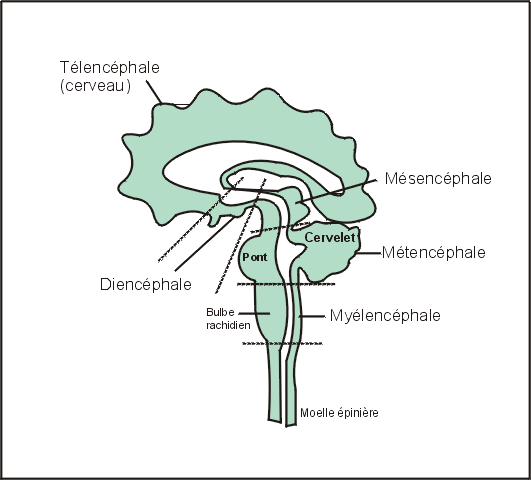 Télencéphale
(cerveau)
Mésencéphale
Cervelet
Métencéphale
Pont
Diencéphale
Bulbe
rachidien
Myélencéphale
Moelle épinière